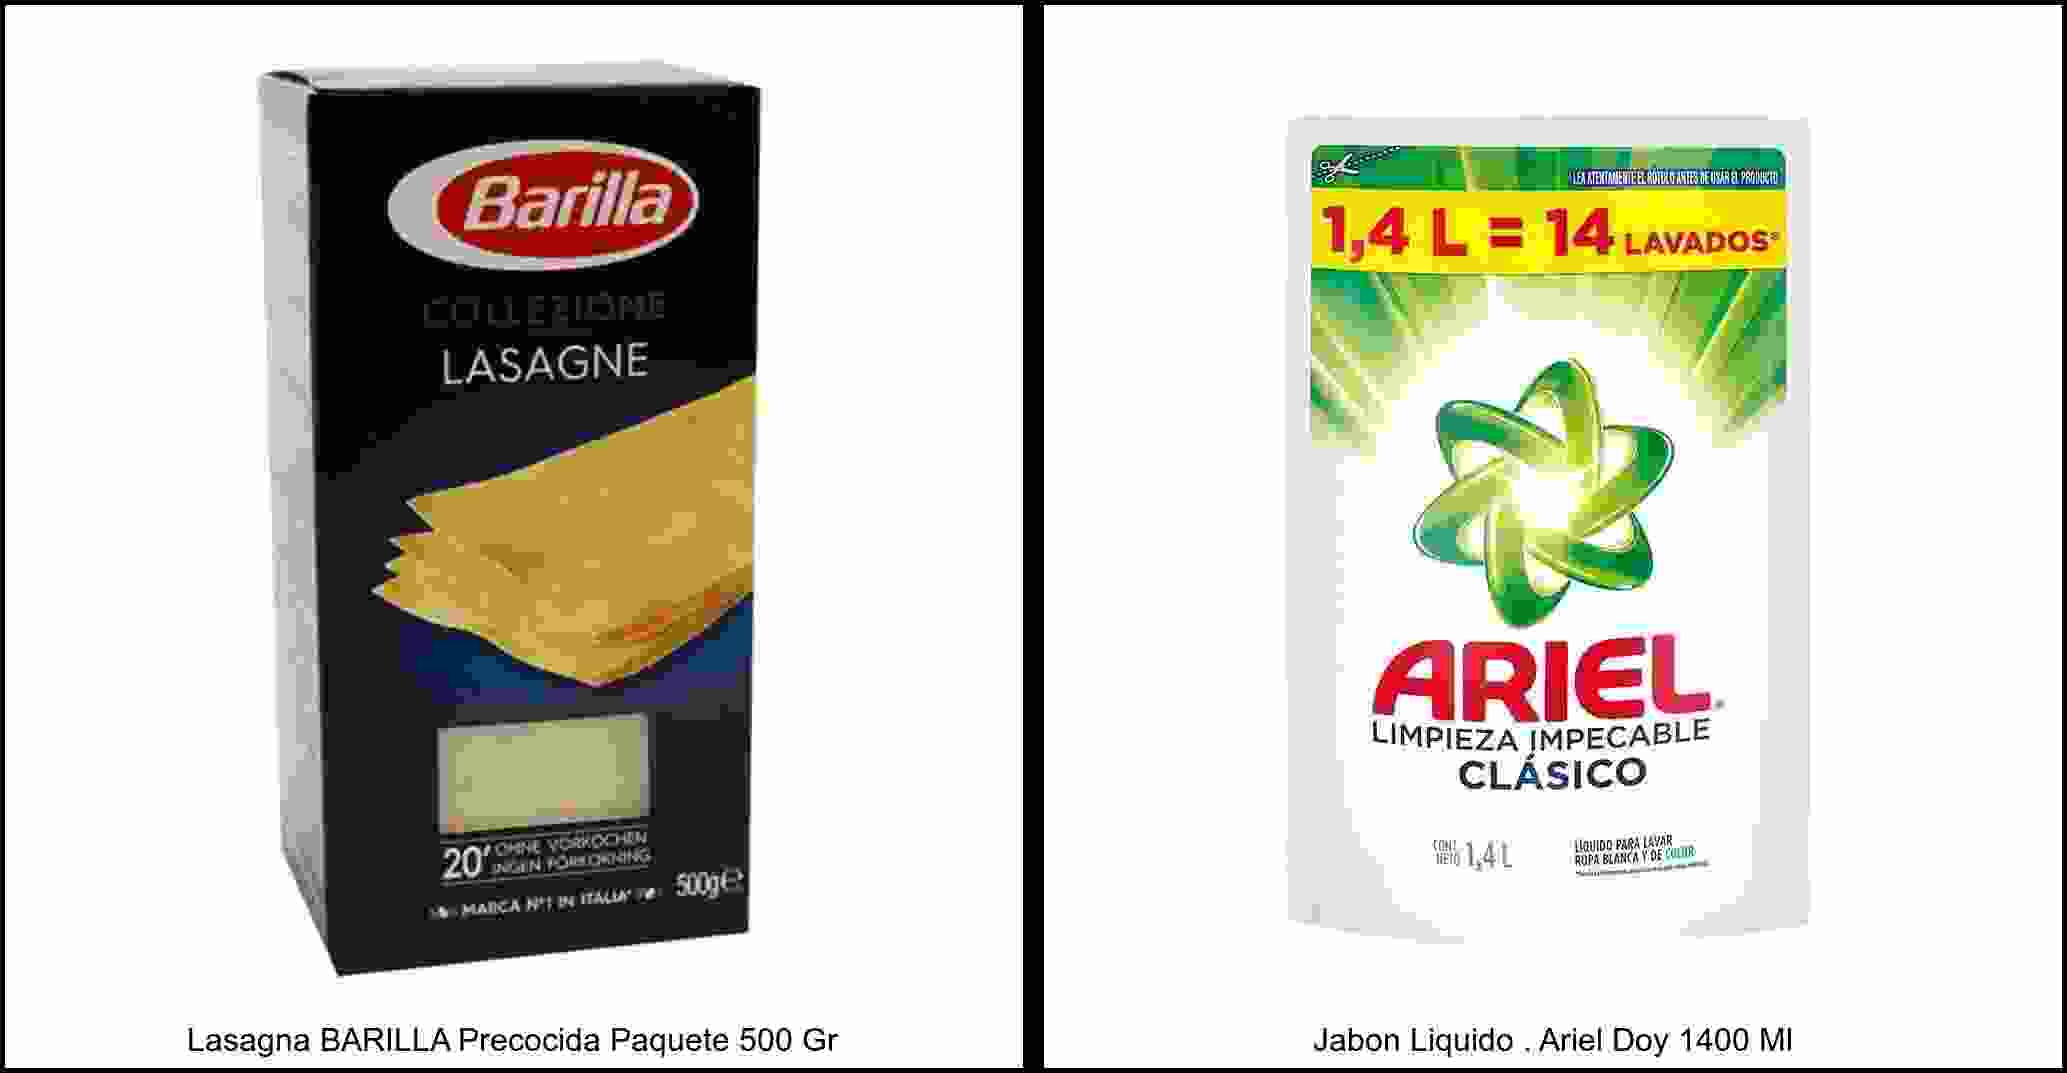 Barilla
COLLEZIONE
LASAGNE
20' OHNE VORKOCHEN
INGEN FÖRKOKNING
MARCA N°1 IN ITALIA*
500g e
Lasagna BARILLA Precocida Paquete 500 Gr
LEA ATENTAMENTE EL RÓTULO ANTES DE USAR EL PRODUCTO
1,4 L = 14 LAVADOS*
ARIEL
LIMPIEZA IMPECABLE
CLÁSICO
CONT. NETO 1,4 L
LÍQUIDO PARA LAVAR
ROPA BLANCA Y DE COLOR
Jabon Liquido . Ariel Doy 1400 Ml